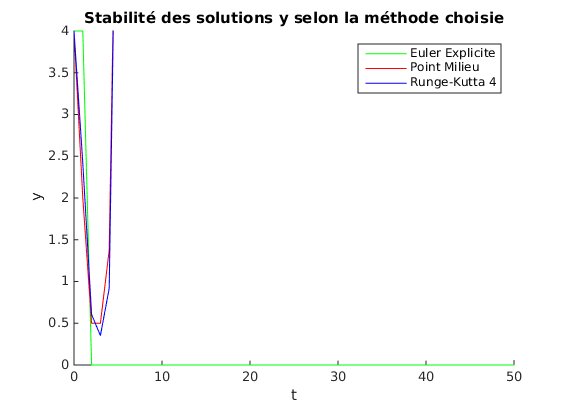 Stabilité des solutions y selon la méthode choisie
Euler Explicite
Point Milieu
Runge-Kutta 4
4
3.5
3
2.5
2
1.5
1
0.5
0
y
0
10
20
30
40
50
t